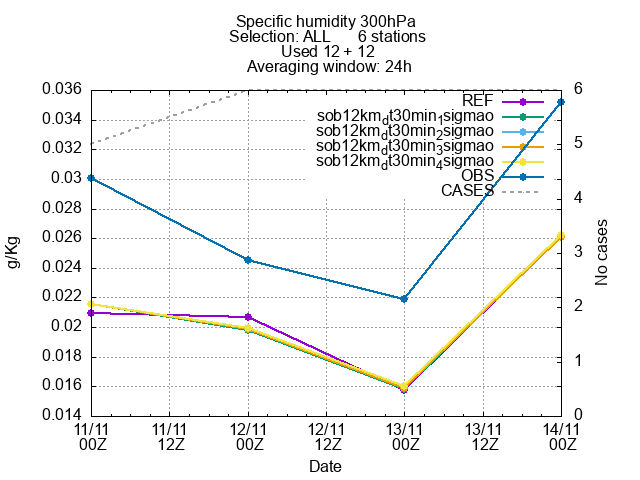 Specific humidity 300hPa
Selection: ALL 6 stations
Used 12 + 12
Averaging window: 24h
0.036
0.034
0.032
0.03
0.028
0.026
0.024
0.022
0.02
0.018
0.016
0.014
g/Kg
REF
sob12km_dt30min_1sigmao
sob12km_dt30min_2sigmao
sob12km_dt30min_3sigmao
sob12km_dt30min_4sigmao
OBS
CASES
6
5
4
3
2
1
0
No cases
11/11 11/11 12/11 12/11 13/11 13/11 14/11
00Z 12Z 00Z 12Z 00Z 12Z 00Z
Date